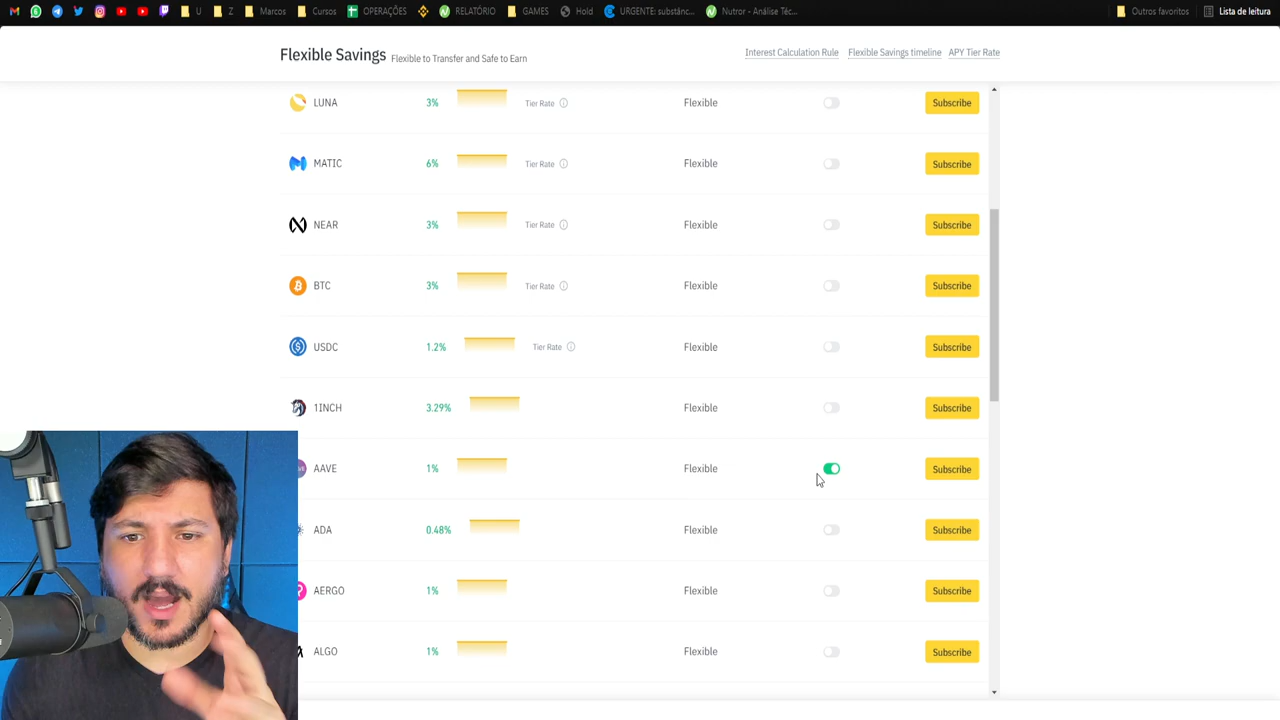 U
Z
Marcos
Cursos
OPERAÇÕES
RELATÓRIO
GAMES
Hold
URGENTE: substânc...
Nutror - Análise Téc...
Outros favoritos
Lista de leitura
Flexible Savings Flexible to Transfer and Safe to Earn
Interest Calculation Rule Flexible Savings timeline APY Tier Rate
LUNA 3% Tier Rate Flexible Subscribe
MATIC 6% Tier Rate Flexible Subscribe
NEAR 3% Tier Rate Flexible Subscribe
BTC 3% Tier Rate Flexible Subscribe
USDC 1.2% Tier Rate Flexible Subscribe
1INCH 3.29% Flexible Subscribe
AAVE 1% Flexible Subscribe
ADA 0.48% Flexible Subscribe
AERGO 1% Flexible Subscribe
ALGO 1% Flexible Subscribe